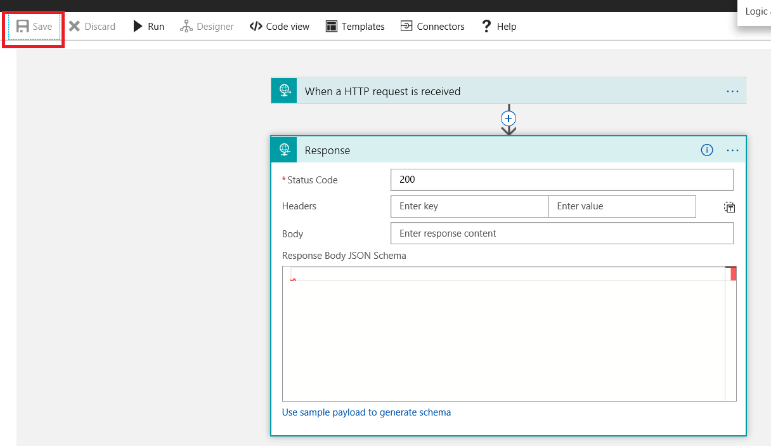 Logic
Save Discard Run Designer </> Code view Templates Connectors ? Help
When a HTTP request is received ...
Response ...
* Status Code 200
Headers Enter key Enter value
Body Enter response content
Response Body JSON Schema
Use sample payload to generate schema